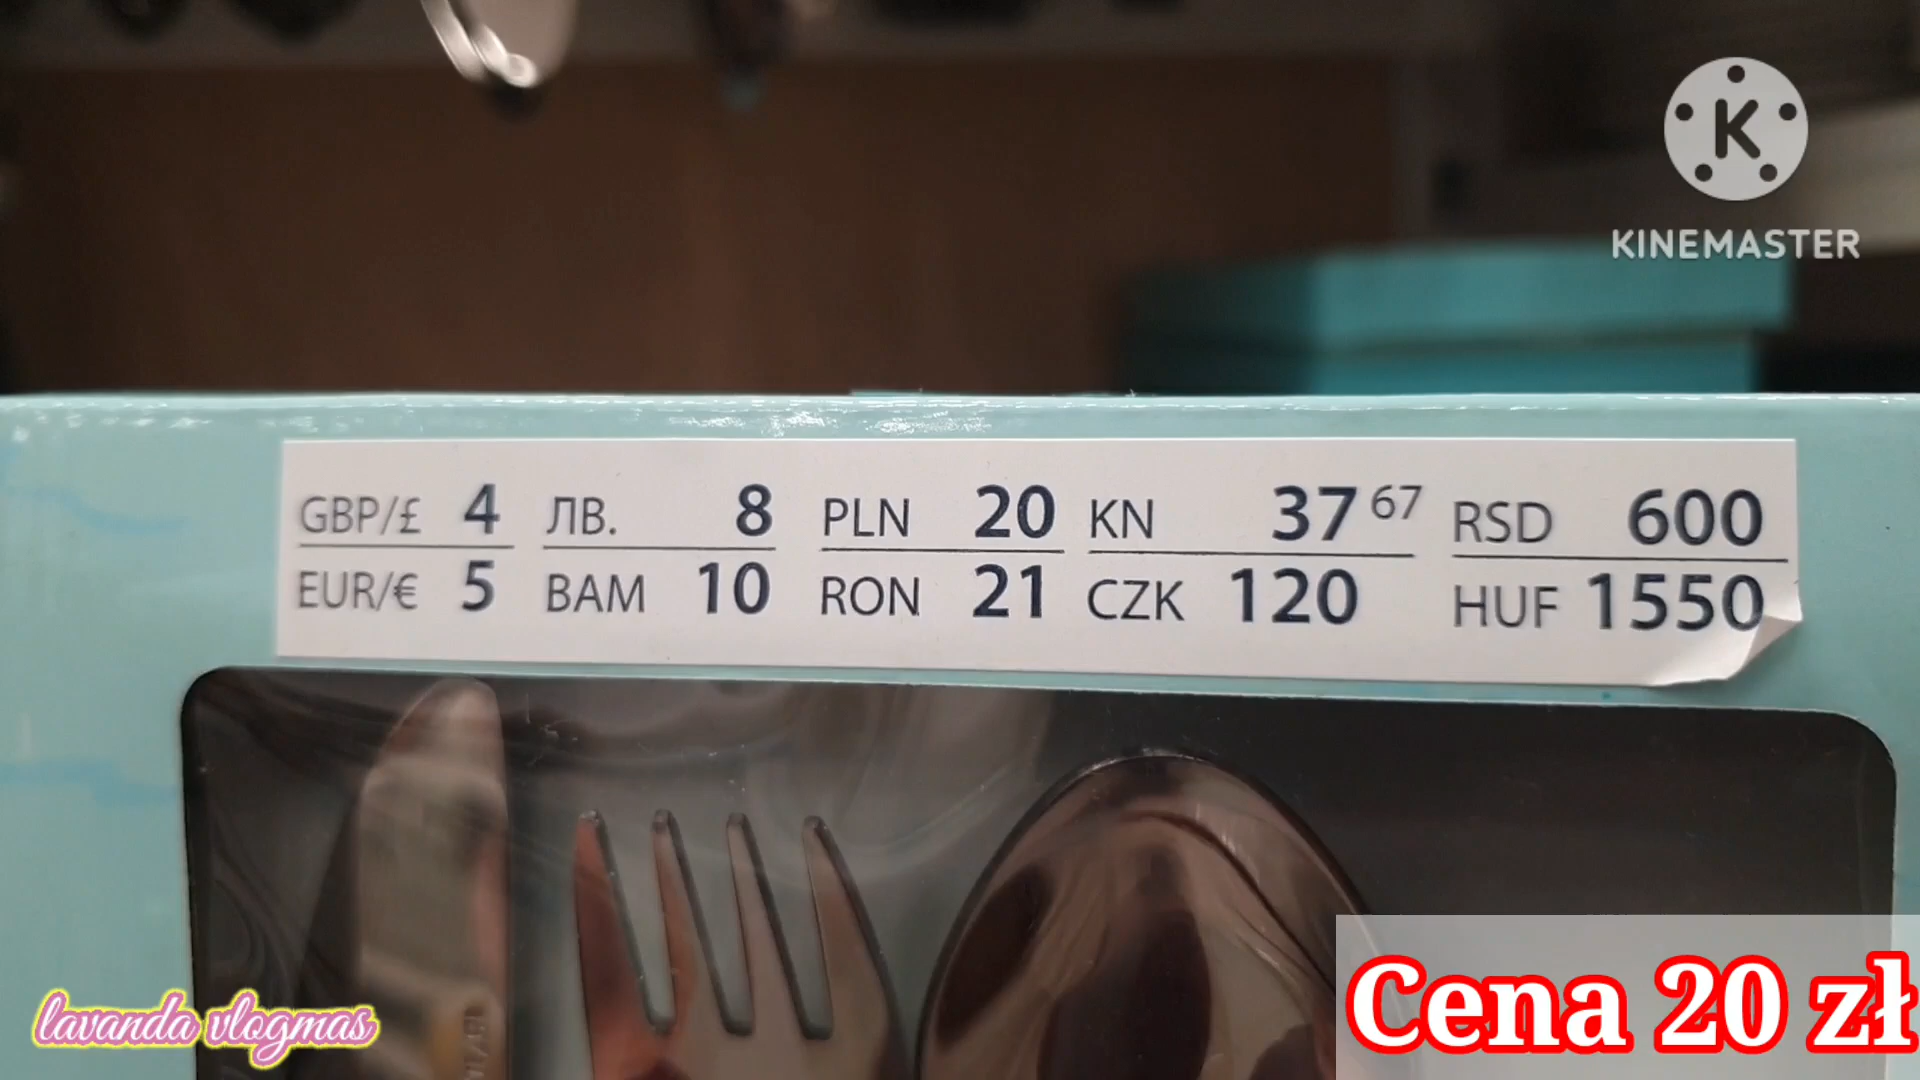 K
KINEMASTER
GBP/£ 4 ЛВ. 8 PLN 20 KN 37 67 RSD 600
EUR/€ 5 BAM 10 RON 21 CZK 120 HUF 1550
lavanda vlogmas
Cena 20 zł